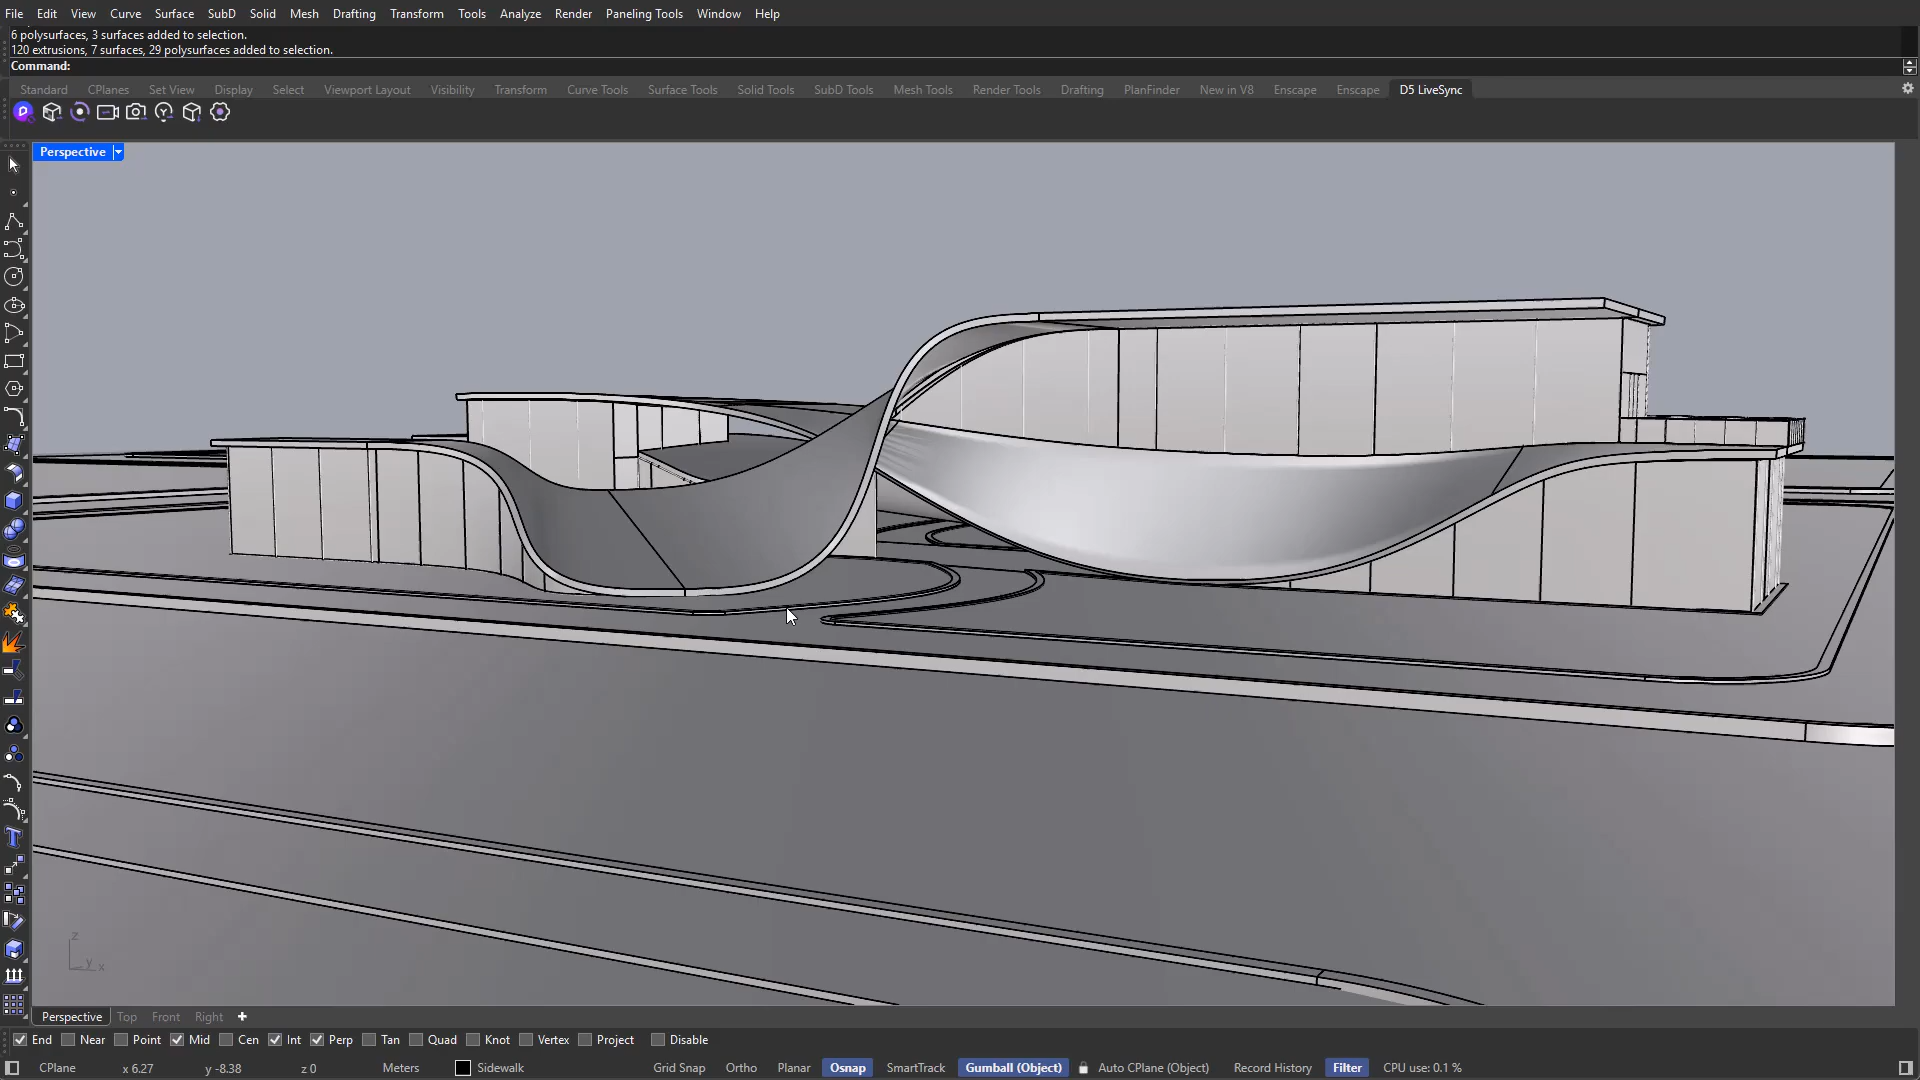 File Edit View Curve Surface SubD Solid Mesh Drafting Transform Tools Analyze Render Paneling Tools Window Help
6 polysurfaces, 3 surfaces added to selection.
120 extrusions, 7 surfaces, 29 polysurfaces added to selection.
Command:
Standard CPlanes Set View Display Select Viewport Layout Visibility Transform Curve Tools Surface Tools Solid Tools SubD Tools Mesh Tools Render Tools Drafting PlanFinder New in V8 Enscape Enscape D5 LiveSync
Perspective
z
y x
Perspective Top Front Right
End Near Point Mid Cen Int Perp Tan Quad Knot Vertex Project Disable
CPlane x 6.27 y -8.38 z 0 Meters Sidewalk Grid Snap Ortho Planar Osnap SmartTrack Gumball (Object) Auto CPlane (Object) Record History Filter CPU use: 0.1 %